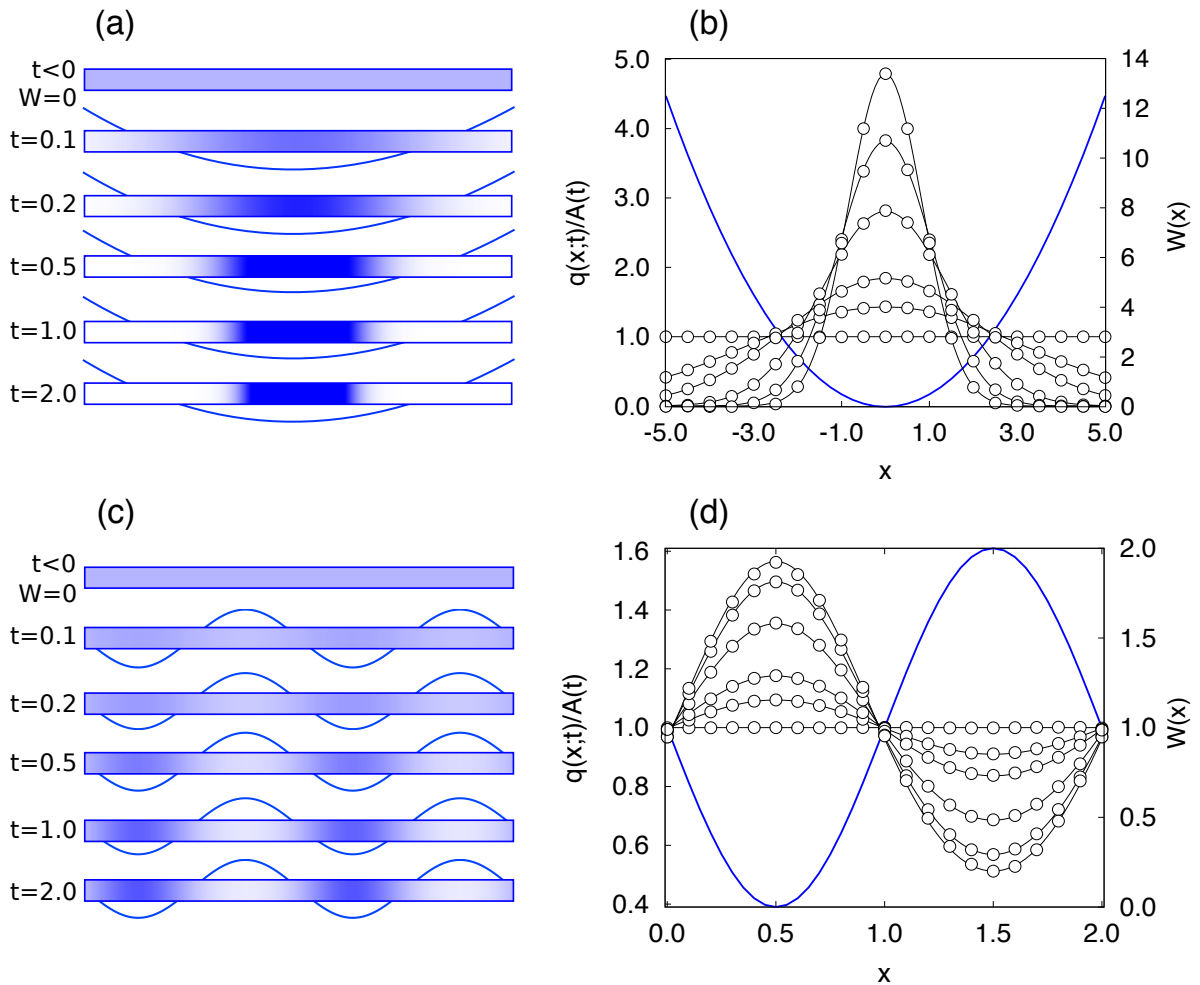 (a)
t<0
W=0
t=0.1
t=0.2
t=0.5
t=1.0
t=2.0
(b)
5.0
4.0
3.0
2.0
1.0
0.0
q(x;t)/A(t)
14
12
10
8
6
4
2
0
W(x)
-5.0 -3.0 -1.0 1.0 3.0 5.0
x
(c)
t<0
W=0
t=0.1
t=0.2
t=0.5
t=1.0
t=2.0
(d)
1.6
1.4
1.2
1.0
0.8
0.6
0.4
q(x;t)/A(t)
2.0
1.5
1.0
0.5
0.0
W(x)
0.0 0.5 1.0 1.5 2.0
x